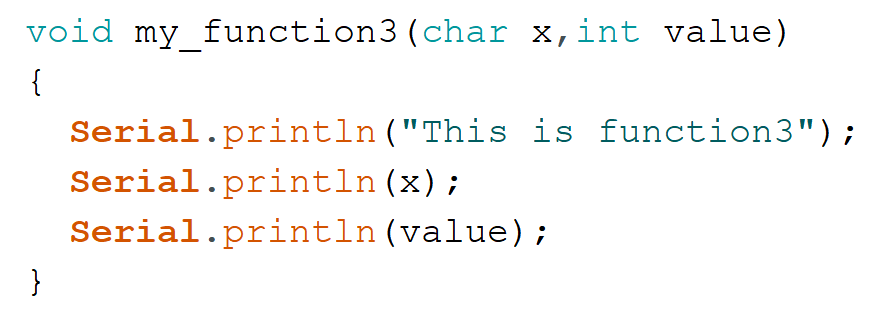 void my_function3(char x,int value)
{
  Serial.println("This is function3");
  Serial.println(x);
  Serial.println(value);
}